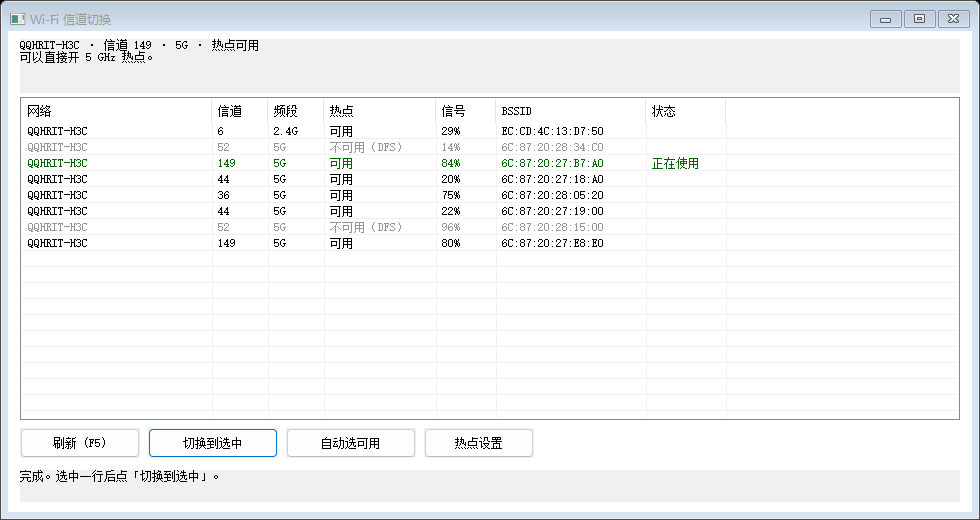 Wi-Fi 信道切换
QQHRIT-H3C · 信道 149 · 5G · 热点可用
可以直接开 5 GHz 热点。
网络 信道 频段 热点 信号 BSSID 状态
QQHRIT-H3C 6 2.4G 可用 29% EC:CD:4C:13:D7:50
QQHRIT-H3C 52 5G 不可用（DFS） 14% 6C:87:20:28:34:C0
QQHRIT-H3C 149 5G 可用 84% 6C:87:20:27:B7:A0 正在使用
QQHRIT-H3C 44 5G 可用 20% 6C:87:20:27:18:A0
QQHRIT-H3C 36 5G 可用 75% 6C:87:20:28:05:20
QQHRIT-H3C 44 5G 可用 22% 6C:87:20:27:19:00
QQHRIT-H3C 52 5G 不可用（DFS） 96% 6C:87:20:28:15:00
QQHRIT-H3C 149 5G 可用 80% 6C:87:20:27:E8:E0
刷新（F5） 切换到选中 自动选可用 热点设置
完成。选中一行后点「切换到选中」。